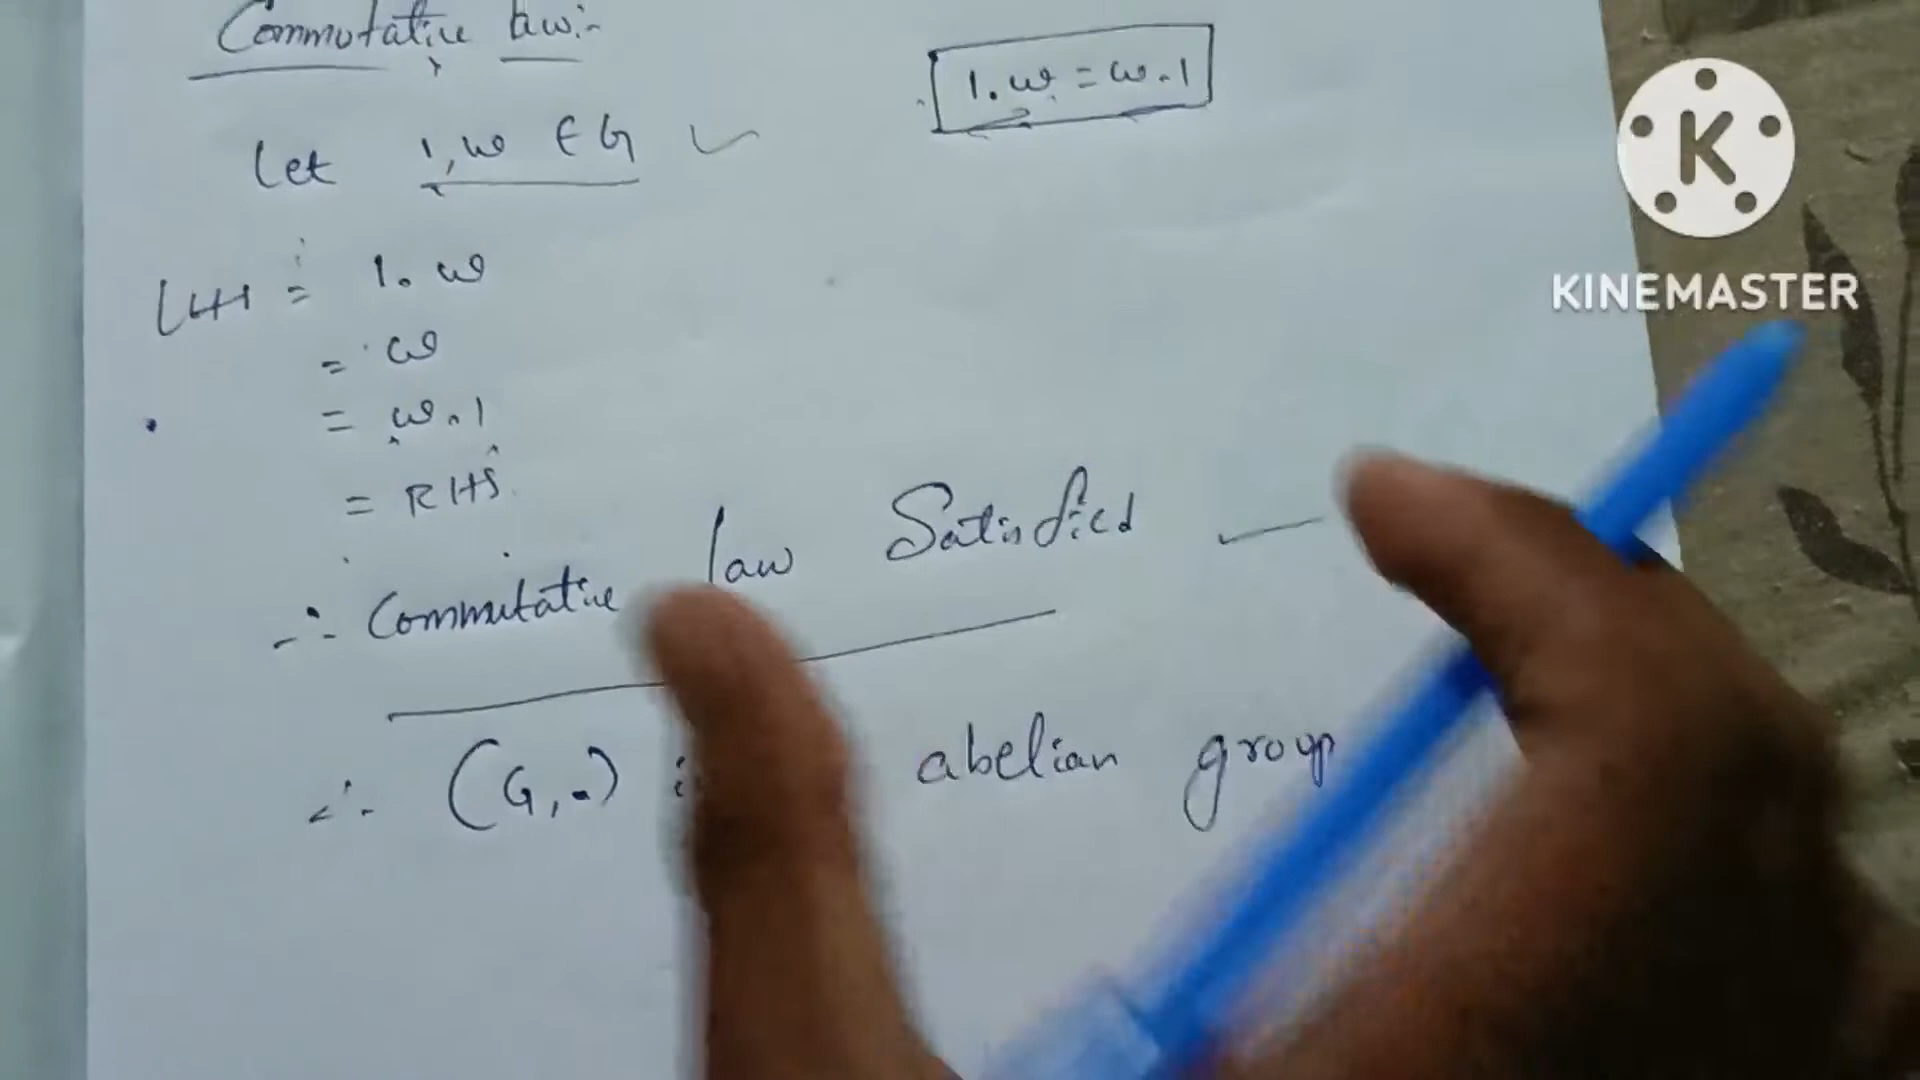 Commutative law:-
1.ω = ω.1
Let 1,ω ∈ G
LHS = 1.ω
= ω
= ω.1
= RHS
∴ Commutative law Satisfied
∴ (G,.) abelian group
K
KINEMASTER